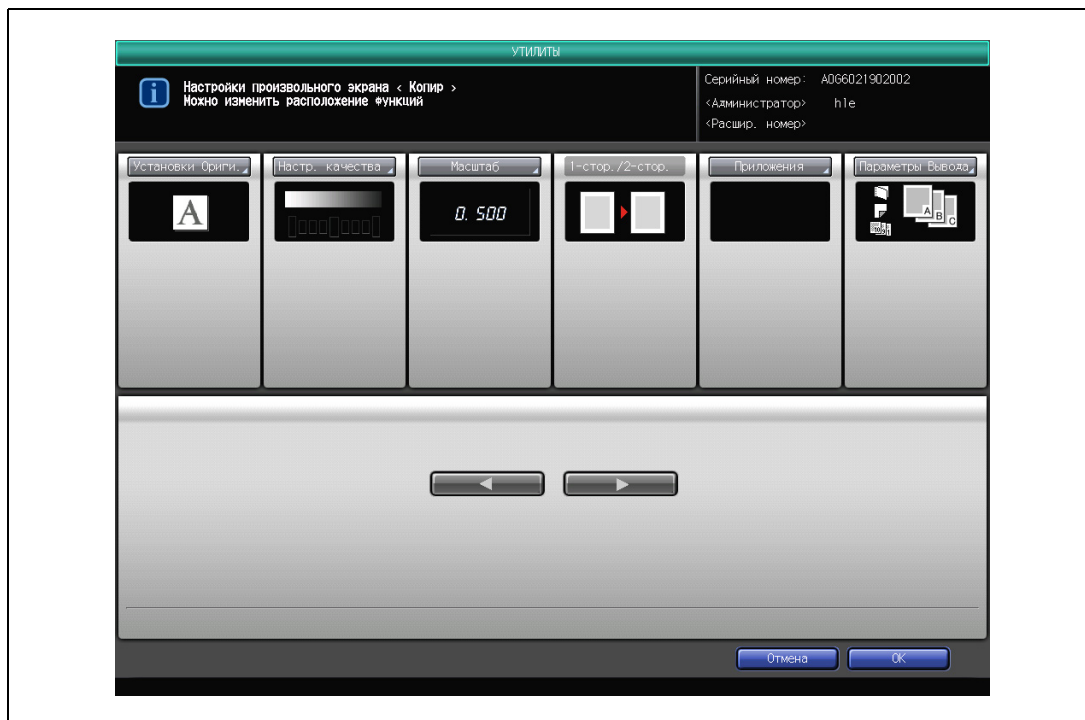 УТИЛИТЫ
Настройки произвольного экрана < Копир >
Можно изменить расположение функций
Серийный номер: A0G6021902002
<Администратор> hle
<Расшир. номер>
Установки Ориги.
Настр. качества
Масштаб
1-стор./2-стор.
Приложения
Параметры Вывода
A
0.500
A B C
Отмена
OK